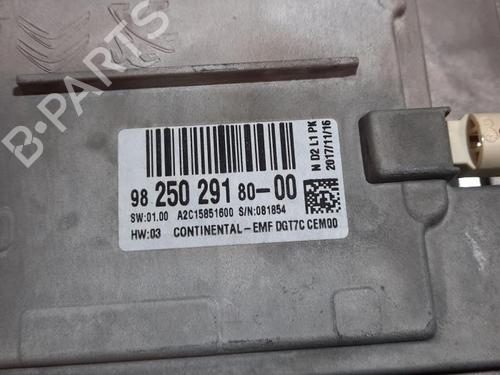 B-PARTS
N D2 L1 PK
2017/11/16
98 250 291 80-00
SW:01.00 A2C15851600 S/N:081854
HW:03 CONTINENTAL-EMF DGT7C CEM00